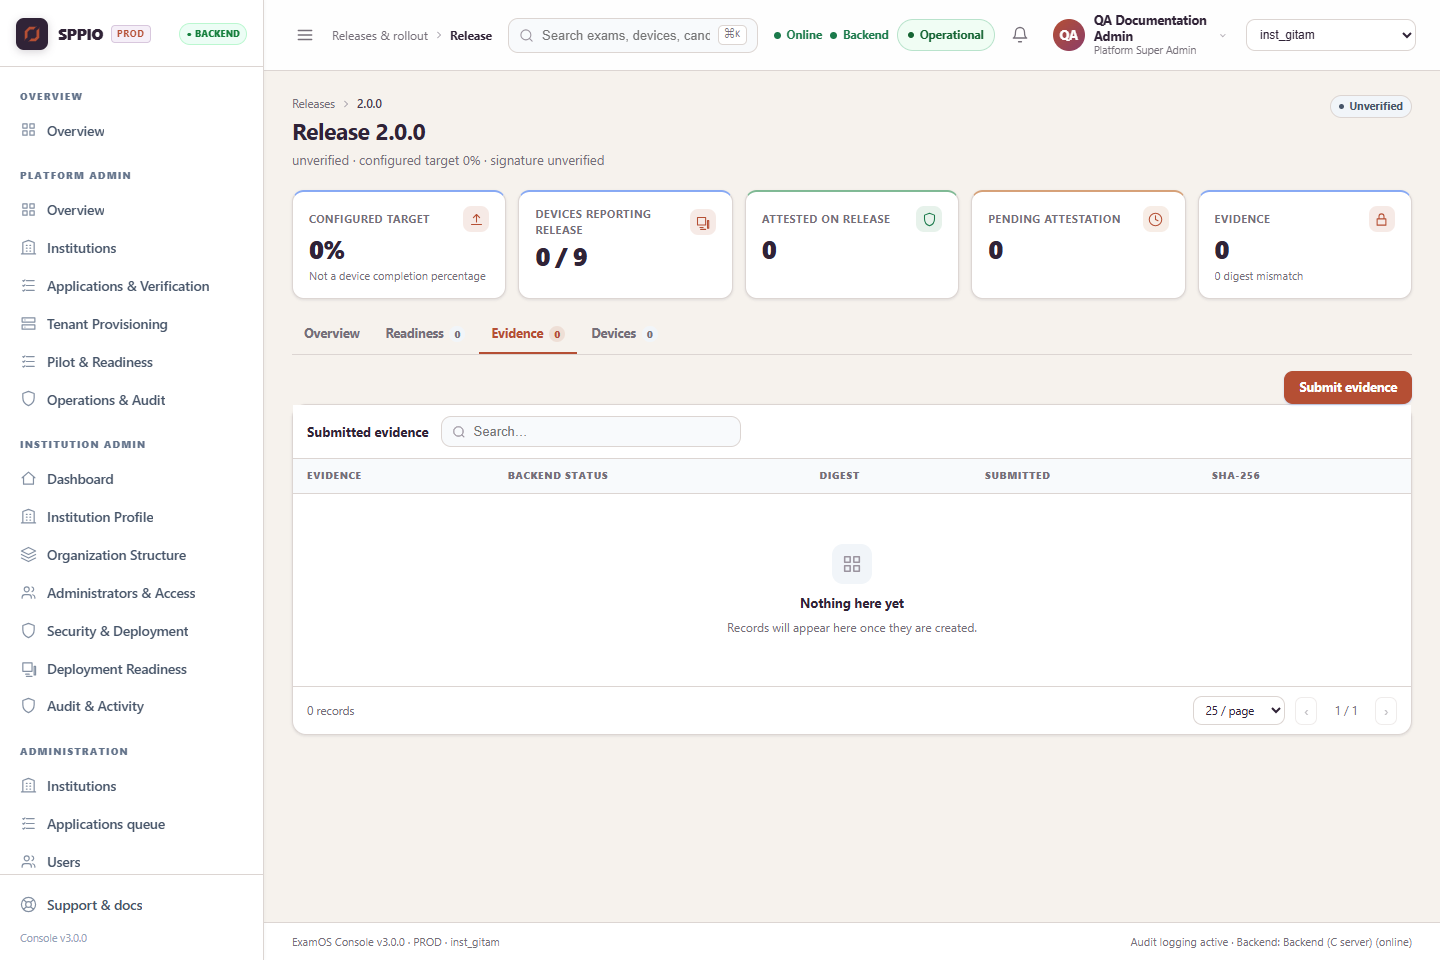 SPPIO PROD BACKEND
Releases & rollout › Release
Search exams, devices, canc ⌘K
Online Backend Operational
QA
QA Documentation Admin
Platform Super Admin
inst_gitam
OVERVIEW
Overview
PLATFORM ADMIN
Overview
Institutions
Applications & Verification
Tenant Provisioning
Pilot & Readiness
Operations & Audit
INSTITUTION ADMIN
Dashboard
Institution Profile
Organization Structure
Administrators & Access
Security & Deployment
Deployment Readiness
Audit & Activity
ADMINISTRATION
Institutions
Applications queue
Users
Support & docs
Console v3.0.0
Releases › 2.0.0
Unverified
Release 2.0.0
unverified · configured target 0% · signature unverified
CONFIGURED TARGET
0%
Not a device completion percentage
DEVICES REPORTING RELEASE
0 / 9
ATTESTED ON RELEASE
0
PENDING ATTESTATION
0
EVIDENCE
0
0 digest mismatch
Overview Readiness 0 Evidence 0 Devices 0
Submit evidence
Submitted evidence Search…
EVIDENCE BACKEND STATUS DIGEST SUBMITTED SHA-256
Nothing here yet
Records will appear here once they are created.
0 records
25 / page ‹ 1 / 1 ›
ExamOS Console v3.0.0 · PROD · inst_gitam
Audit logging active · Backend: Backend (C server) (online)